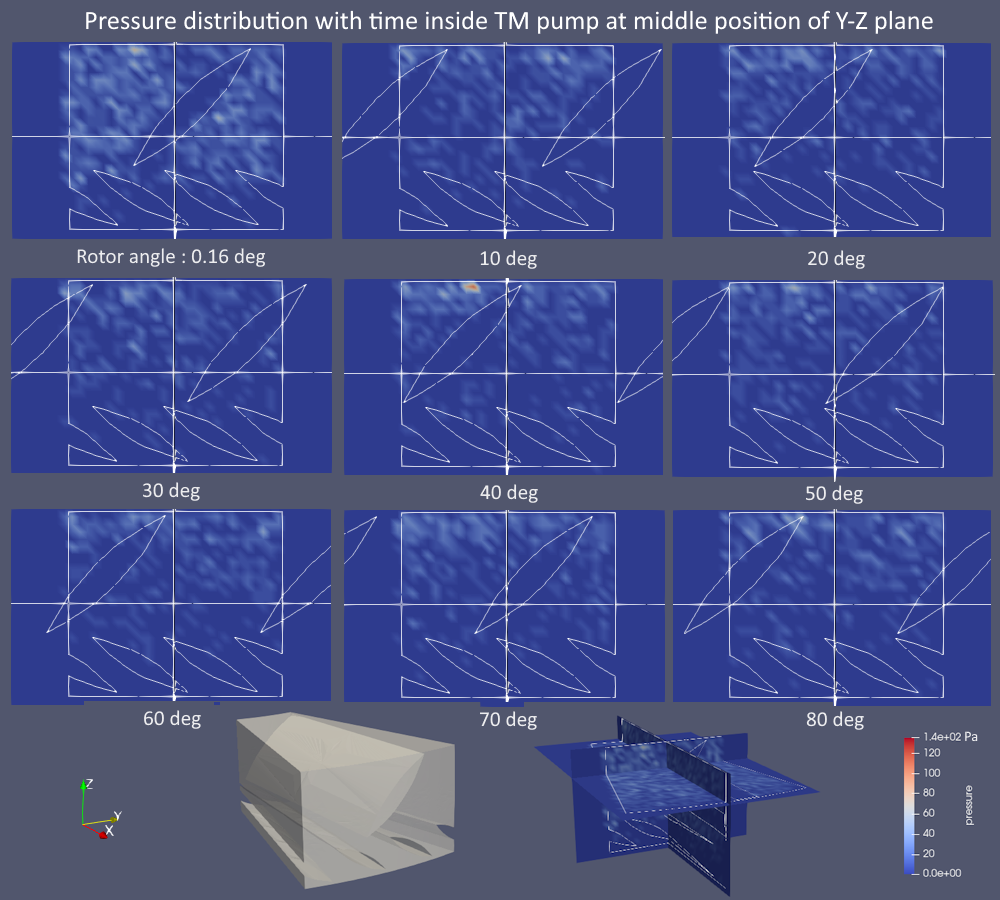 Pressure distribution with time inside TM pump at middle position of Y-Z plane
Rotor angle : 0.16 deg
10 deg
20 deg
30 deg
40 deg
50 deg
60 deg
70 deg
80 deg
Z
Y
X
1.4e+02 Pa
120
100
80
60
40
20
0.0e+00
pressure